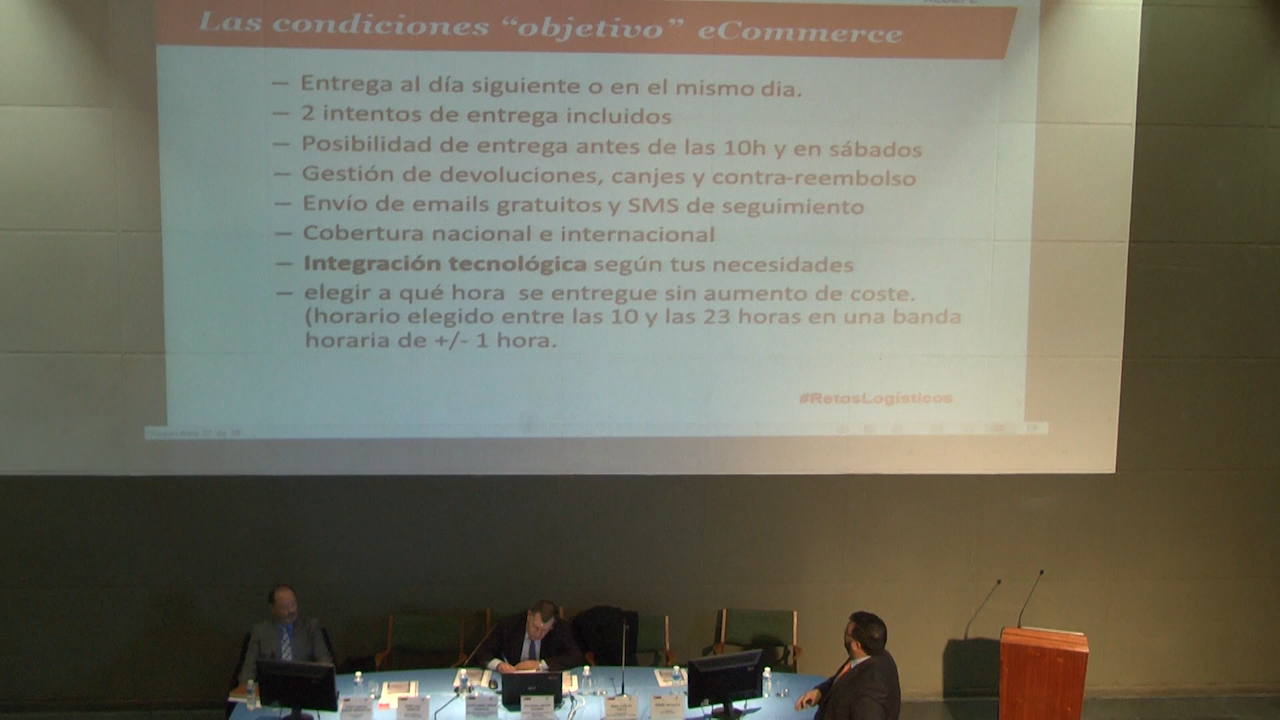 Las condiciones “objetivo” eCommerce
– Entrega al día siguiente o en el mismo dia.
– 2 intentos de entrega incluidos
– Posibilidad de entrega antes de las 10h y en sábados
– Gestión de devoluciones, canjes y contra-reembolso
– Envío de emails gratuitos y SMS de seguimiento
– Cobertura nacional e internacional
– Integración tecnológica según tus necesidades
– elegir a qué hora se entregue sin aumento de coste.
(horario elegido entre las 10 y las 23 horas en una banda
horaria de +/- 1 hora.
#RetosLogísticos